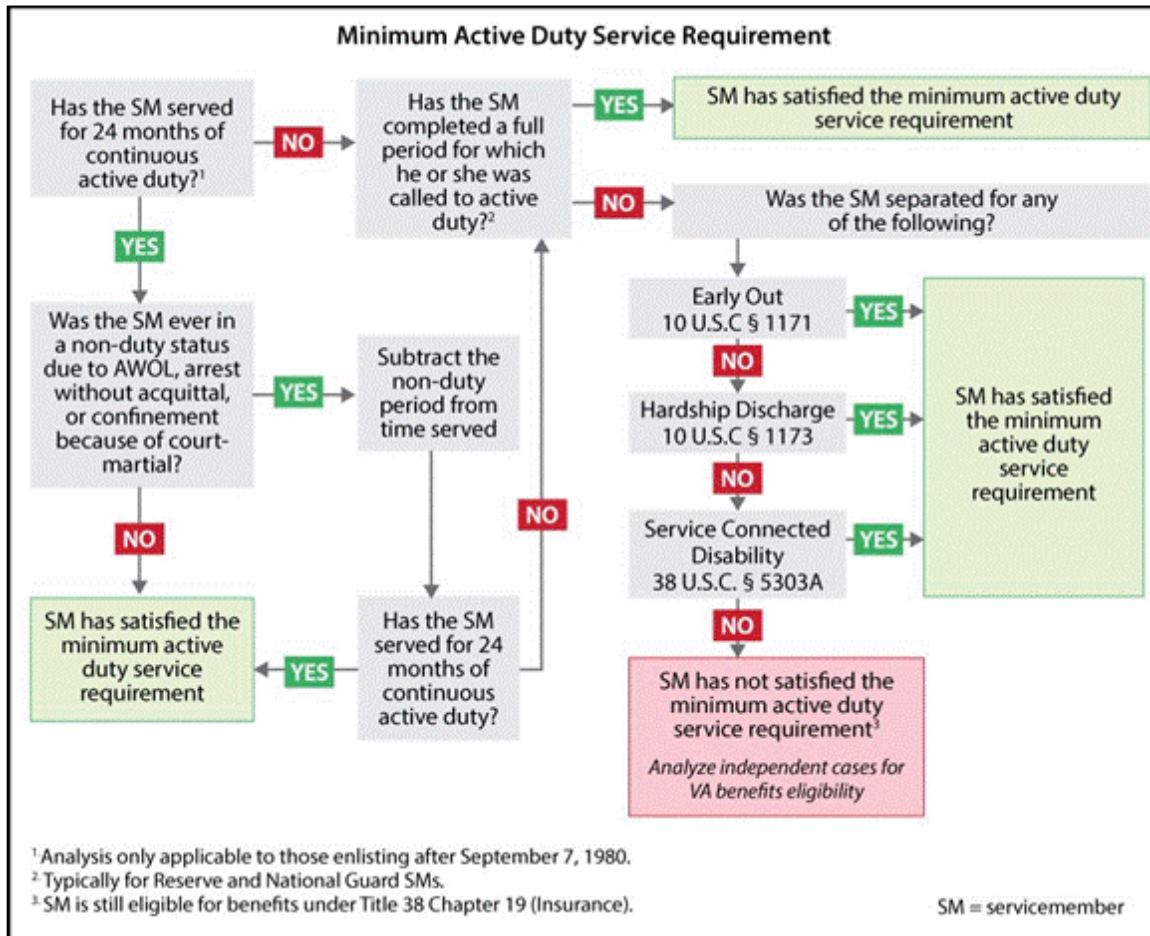 Minimum Active Duty Service Requirement
Has the SM served
for 24 months of
continuous
active duty?¹
NO
Has the SM
completed a full
period for which
he or she was
called to active
duty?²
YES
SM has satisfied the minimum active duty
service requirement
NO
Was the SM separated for any
of the following?
YES
Was the SM ever in
a non-duty status
due to AWOL, arrest
without acquittal,
or confinement
because of court-
martial?
YES
Subtract the
non-duty
period from
time served
NO
Early Out
10 U.S.C § 1171
YES
NO
Hardship Discharge
10 U.S.C § 1173
YES
NO
Service Connected
Disability
38 U.S.C. § 5303A
YES
SM has satisfied
the minimum
active duty
service
requirement
NO
SM has satisfied the
minimum active
duty service
requirement
YES
Has the SM
served for 24
months of
continuous
active duty?
NO
SM has not satisfied the
minimum active duty
service requirement³
Analyze independent cases for
VA benefits eligibility
¹ Analysis only applicable to those enlisting after September 7, 1980.
² Typically for Reserve and National Guard SMs.
³ SM is still eligible for benefits under Title 38 Chapter 19 (Insurance).
SM = servicemember